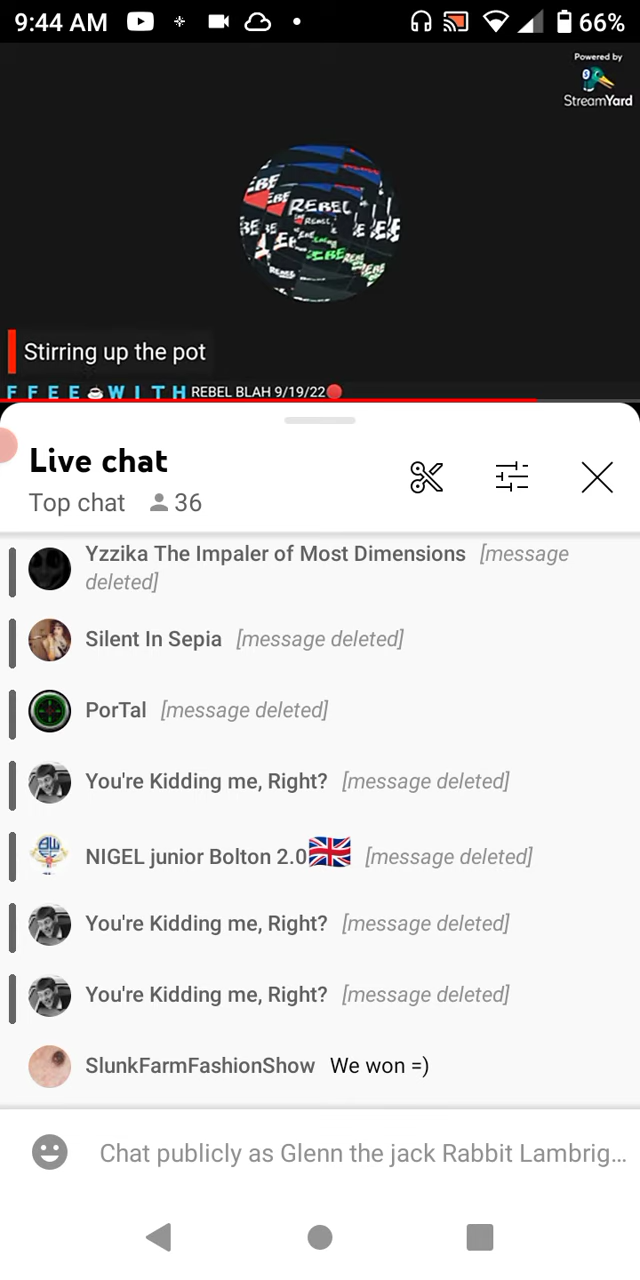 9:44 AM
66%
Powered by
StreamYard
REBEL
Stirring up the pot
F F E E ☕ W I T H REBEL BLAH 9/19/22🔴
Live chat
Top chat 36
Yzzika The Impaler of Most Dimensions [message
deleted]
Silent In Sepia [message deleted]
PorTal [message deleted]
You're Kidding me, Right? [message deleted]
NIGEL junior Bolton 2.0🇬🇧 [message deleted]
You're Kidding me, Right? [message deleted]
You're Kidding me, Right? [message deleted]
SlunkFarmFashionShow We won =)
Chat publicly as Glenn the jack Rabbit Lambrig...